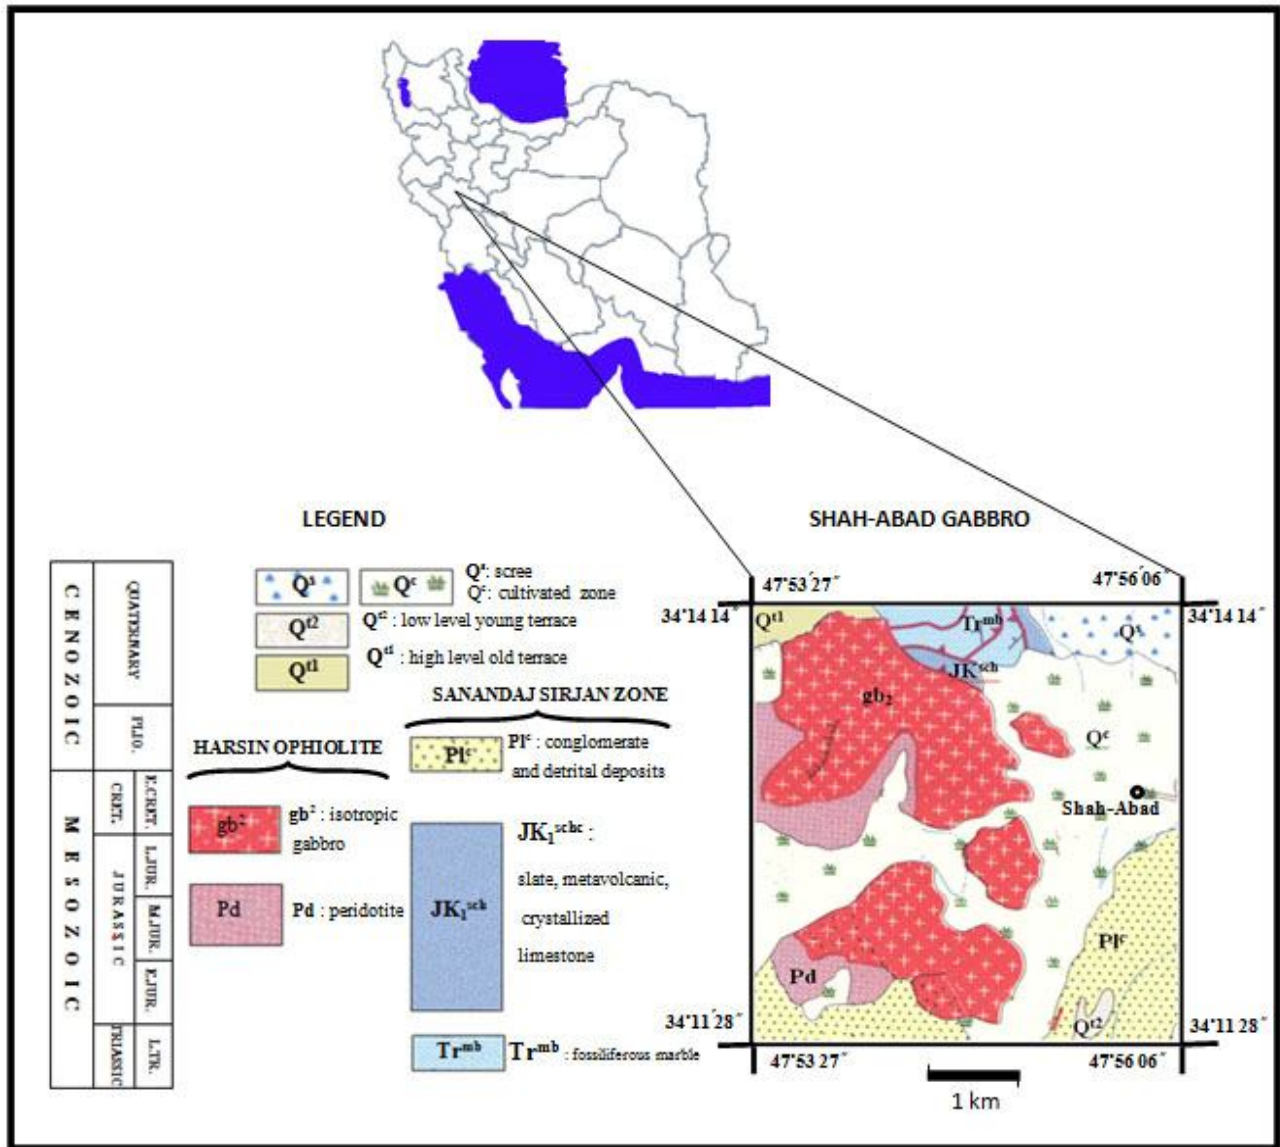 LEGEND
SHAH-ABAD GABBRO
CENOZOIC
QUATERNARY
PLIO.
MESOZOIC
CRET.
E.CRET.
JURASSIC
L.JUR.
M.JUR.
E.JUR.
TRIASSIC
L.TR.
Qˢ
Qᶜ
Qˢ: scree
Qᶜ: cultivated zone
Qᵗ²
Qᵗ² : low level young terrace
Qᵗ¹
Qᵗ¹ : high level old terrace
SANANDAJ SIRJAN ZONE
Plᶜ
Plᶜ : conglomerate
and detrital deposits
HARSIN OPHIOLITE
gb²
gb² : isotropic
gabbro
Pd
Pd : peridotite
JK₁ˢᶜʰ
JK₁ˢᶜʰᶜ :
slate, metavolcanic,
crystallized
limestone
Trᵐᵇ
Trᵐᵇ : fossiliferous marble
47°53′27″
47°56′06″
34°14′14″
34°14′14″
Qᵗ¹
Trᵐᵇ
Qˢ
JKˢᶜʰ
gb₂
Qᶜ
Shah-Abad
Plᶜ
Pd
Qᵗ²
34°11′28″
34°11′28″
47°53′27″
47°56′06″
1 km